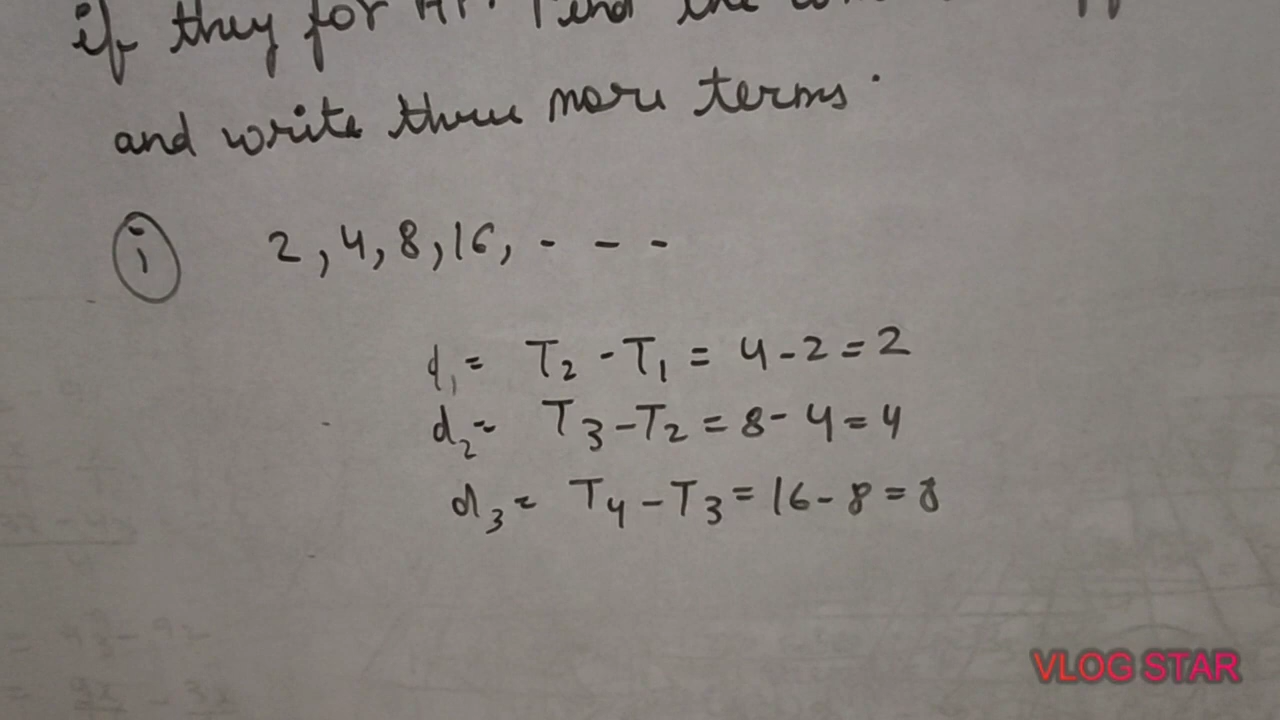 if they for AP. Find the
and write three more terms.
i 2, 4, 8, 16, - - -
d₁ = T₂ - T₁ = 4 - 2 = 2
d₂ = T₃ - T₂ = 8 - 4 = 4
d₃ = T₄ - T₃ = 16 - 8 = 8
VLOG STAR